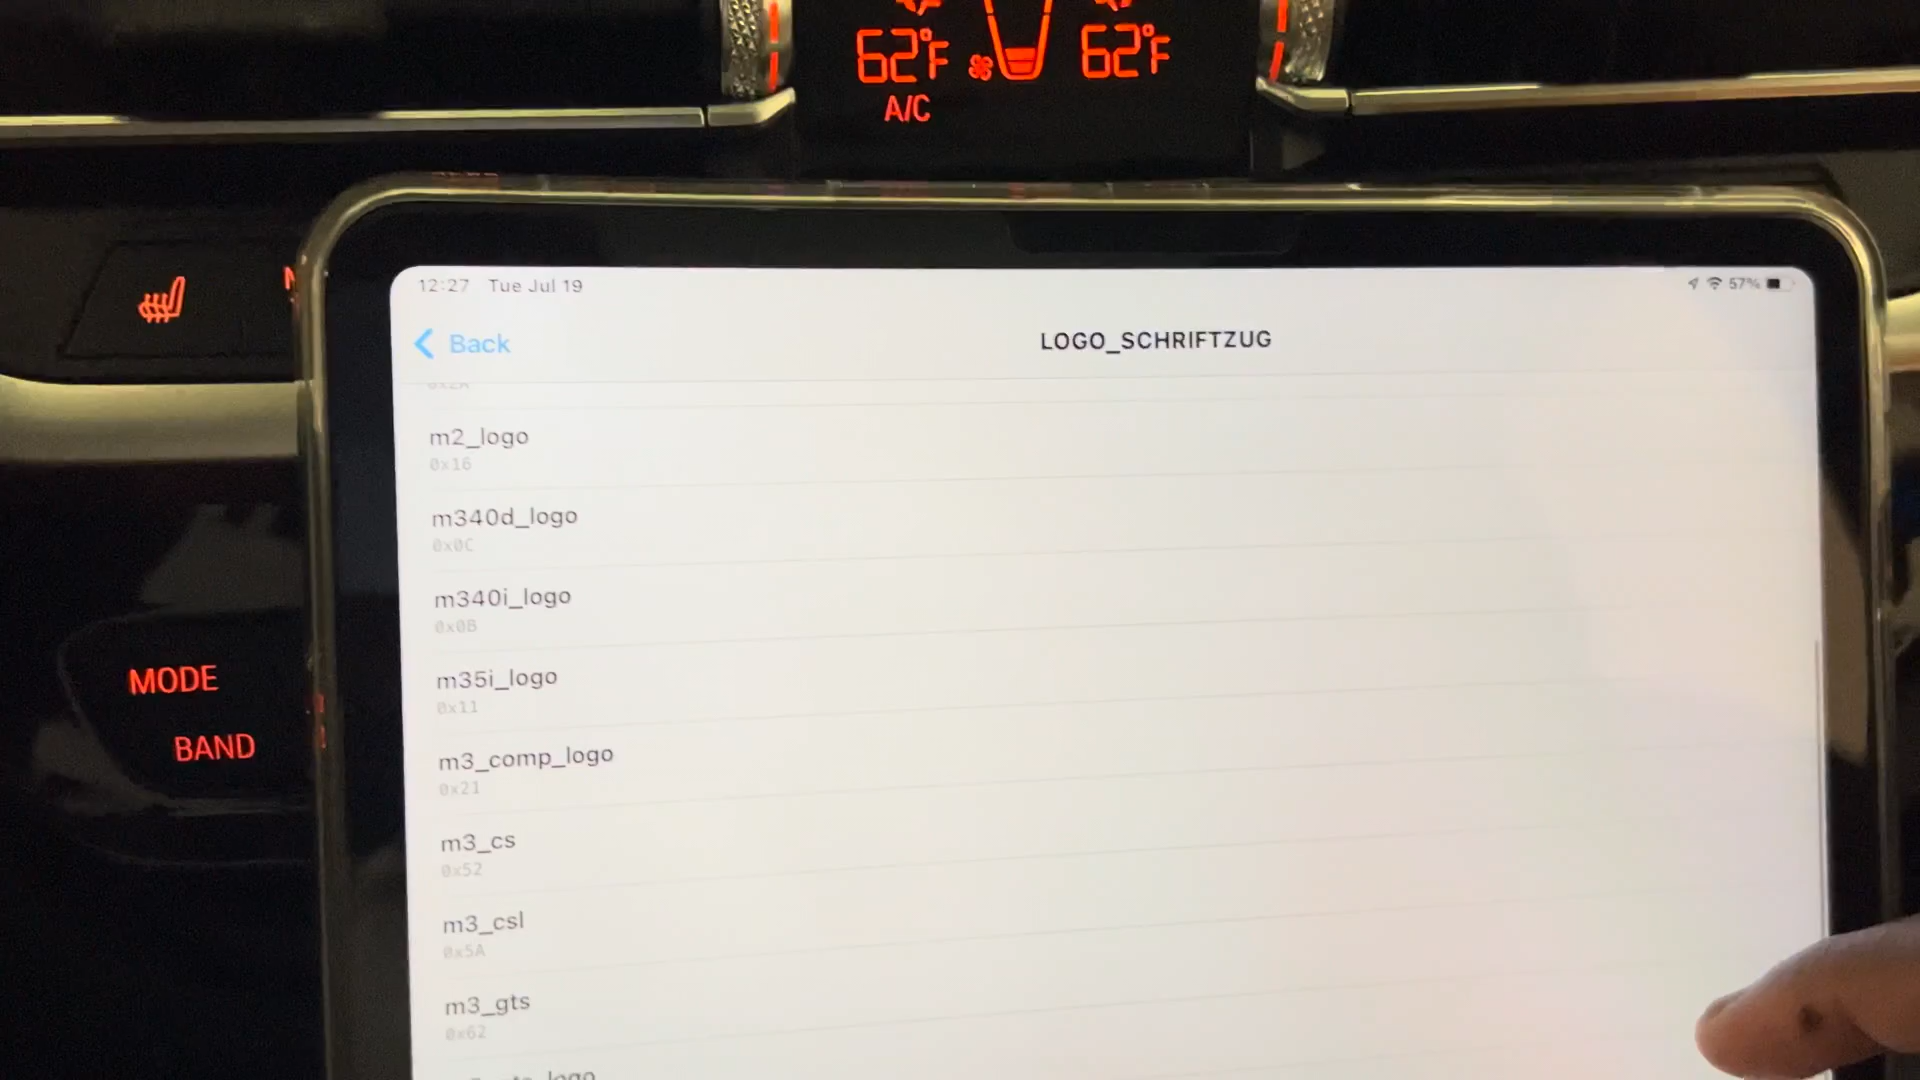 62°F 62°F
A/C
12:27 Tue Jul 19 57%
Back LOGO_SCHRIFTZUG
0x2A
m2_logo
0x16
m340d_logo
0x0C
m340i_logo
0x0B
m35i_logo
0x11
m3_comp_logo
0x21
m3_cs
0x52
m3_csl
0x5A
m3_gts
0x62
MODE
BAND